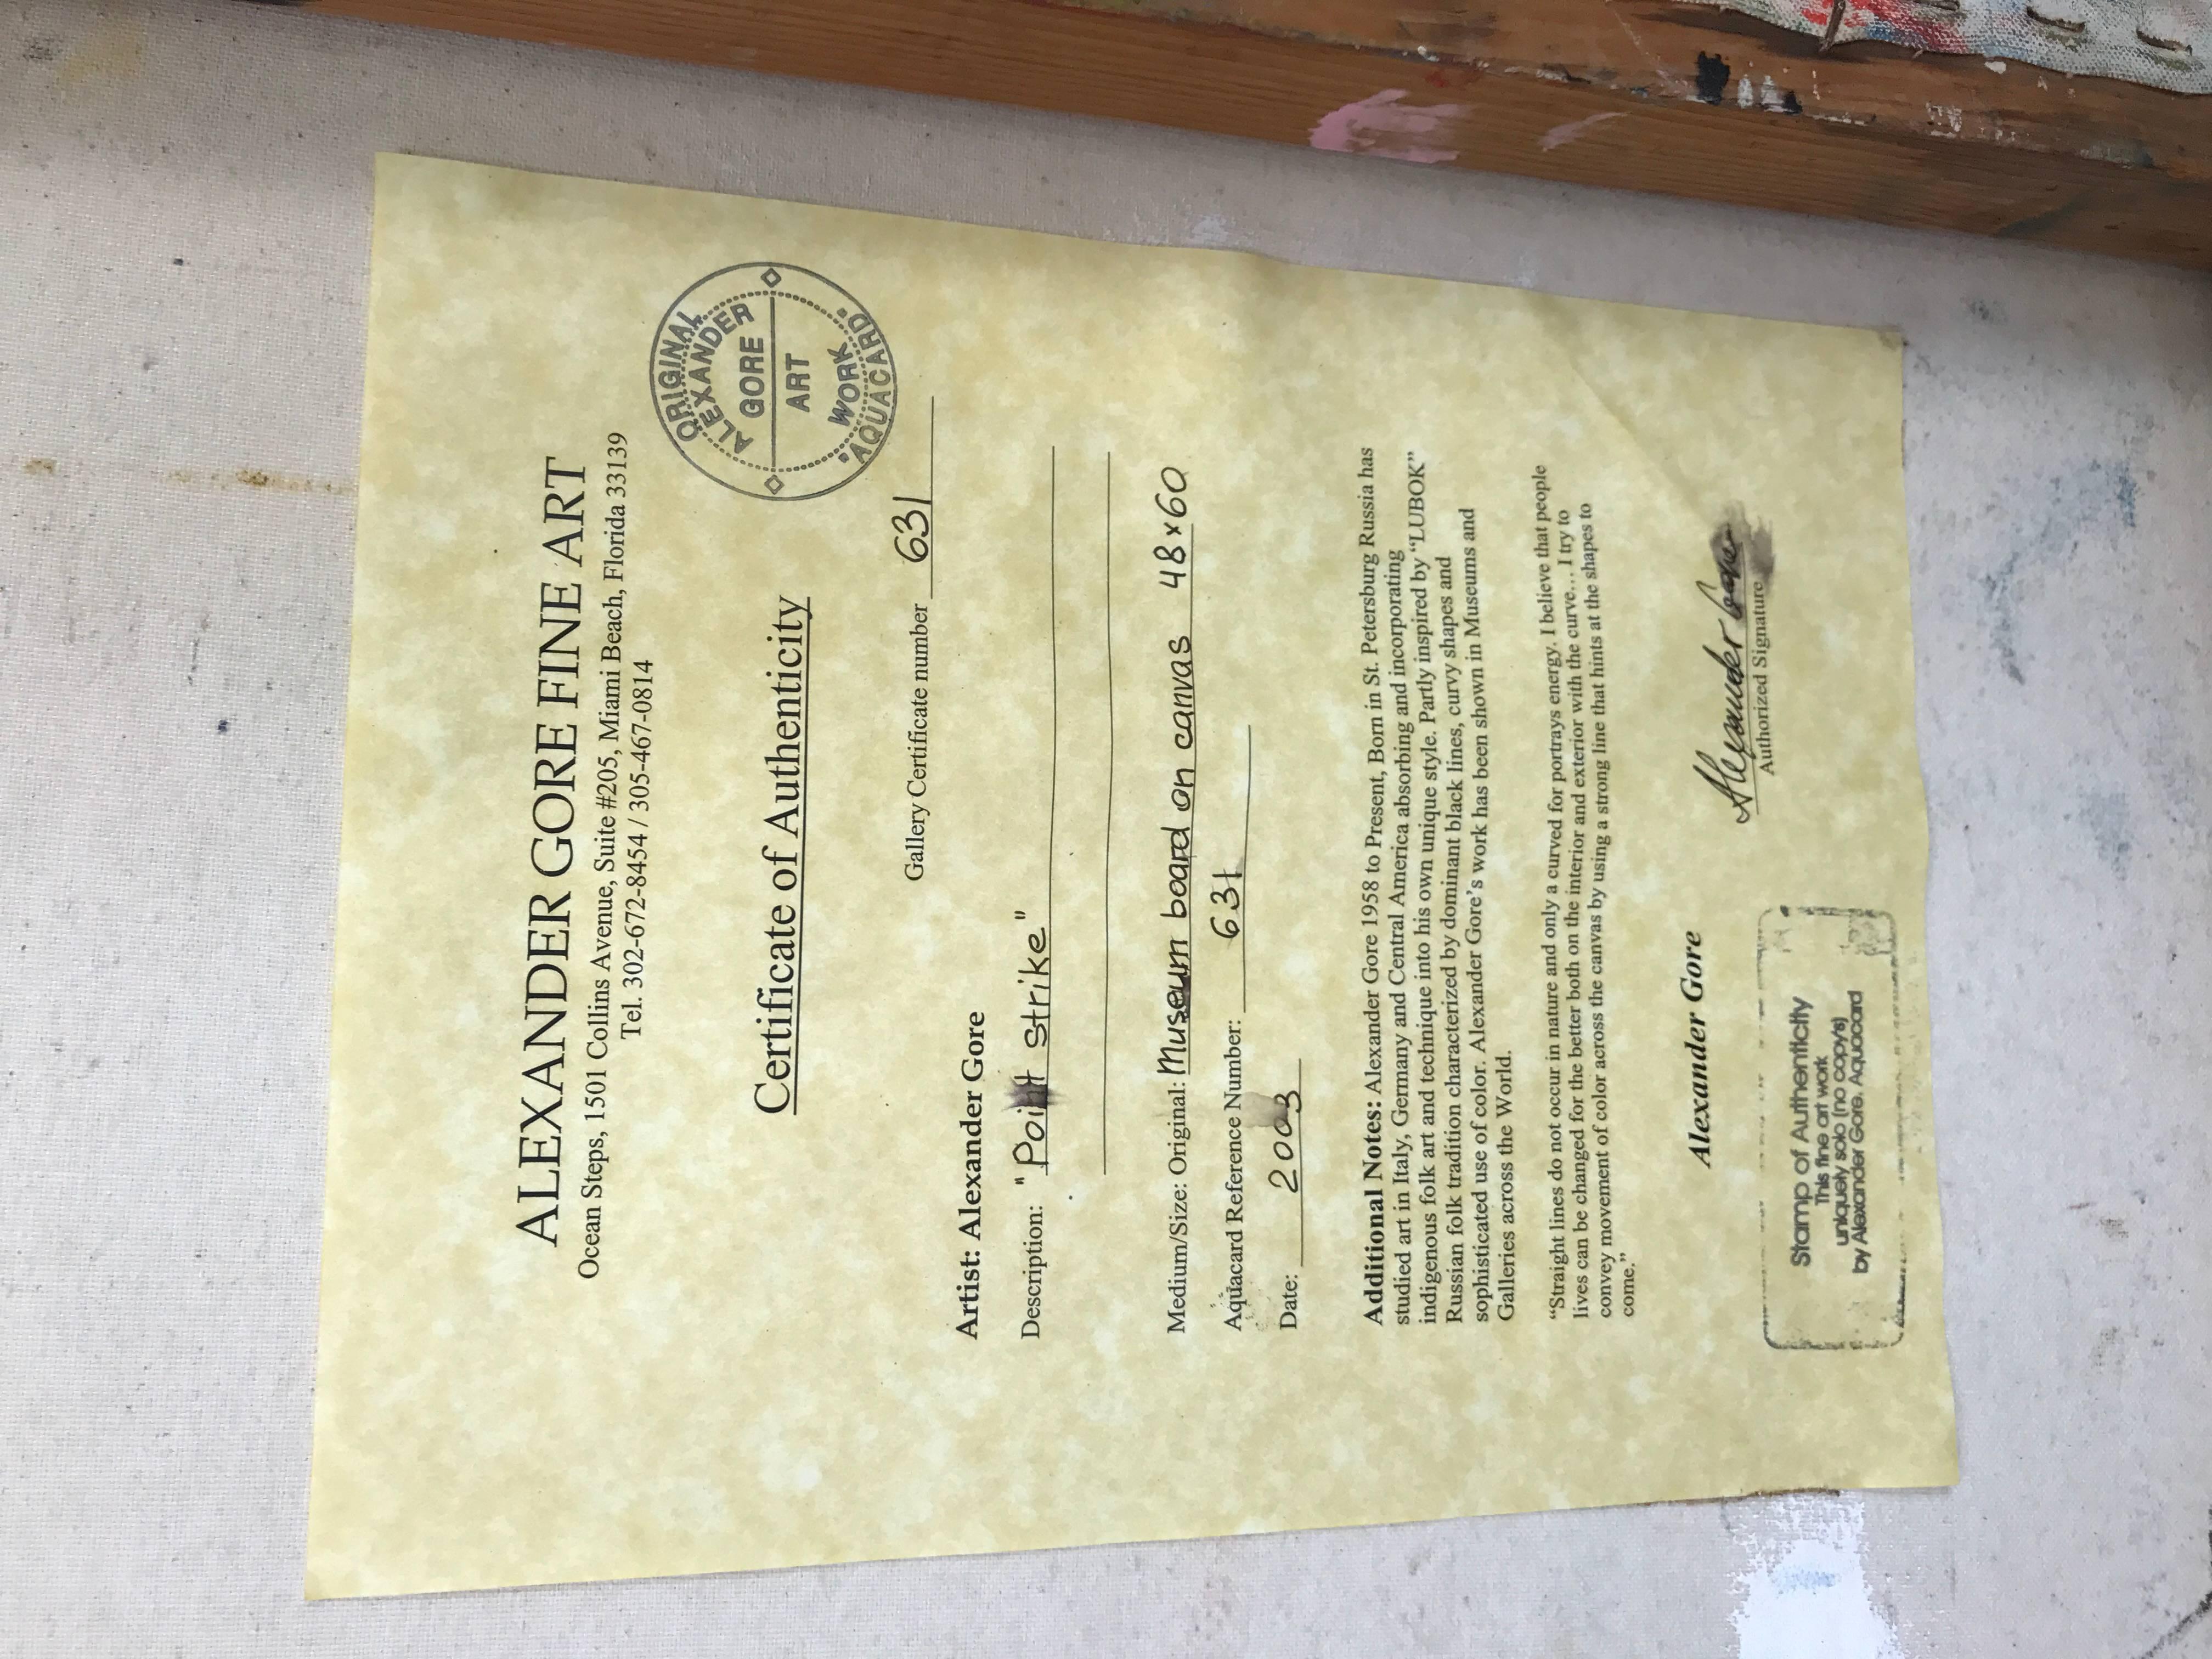 ALEXANDER GORE FINE ART
Ocean Steps, 1501 Collins Avenue, Suite #205, Miami Beach, Florida 33139
Tel. 302-672-8454 / 305-467-0814
ORIGINAL
ALEXANDER
GORE
ART
WORK
AQUACARD
Certificate of Authenticity
Gallery Certificate number 631
Artist: Alexander Gore
Description: "Point strike"
Medium/Size: Original: Museum board on canvas 48x60
Aquacard Reference Number: 631
Date: 2003
Additional Notes: Alexander Gore 1958 to Present, Born in St. Petersburg Russia has
studied art in Italy, Germany and Central America absorbing and incorporating
indigenous folk art and technique into his own unique style. Partly inspired by "LUBOK"
Russian folk tradition characterized by dominant black lines, curvy shapes and
sophisticated use of color. Alexander Gore's work has been shown in Museums and
Galleries across the World.
"Straight lines do not occur in nature and only a curved for portrays energy. I believe that people
lives can be changed for the better both on the interior and exterior with the curve… I try to
convey movement of color across the canvas by using a strong line that hints at the shapes to
come."
Alexander Gore
Alexander Gore
Authorized Signature
Stamp of Authenticity
This fine art work
uniquely solo (no copy/s)
by Alexander Gore. Aquacard